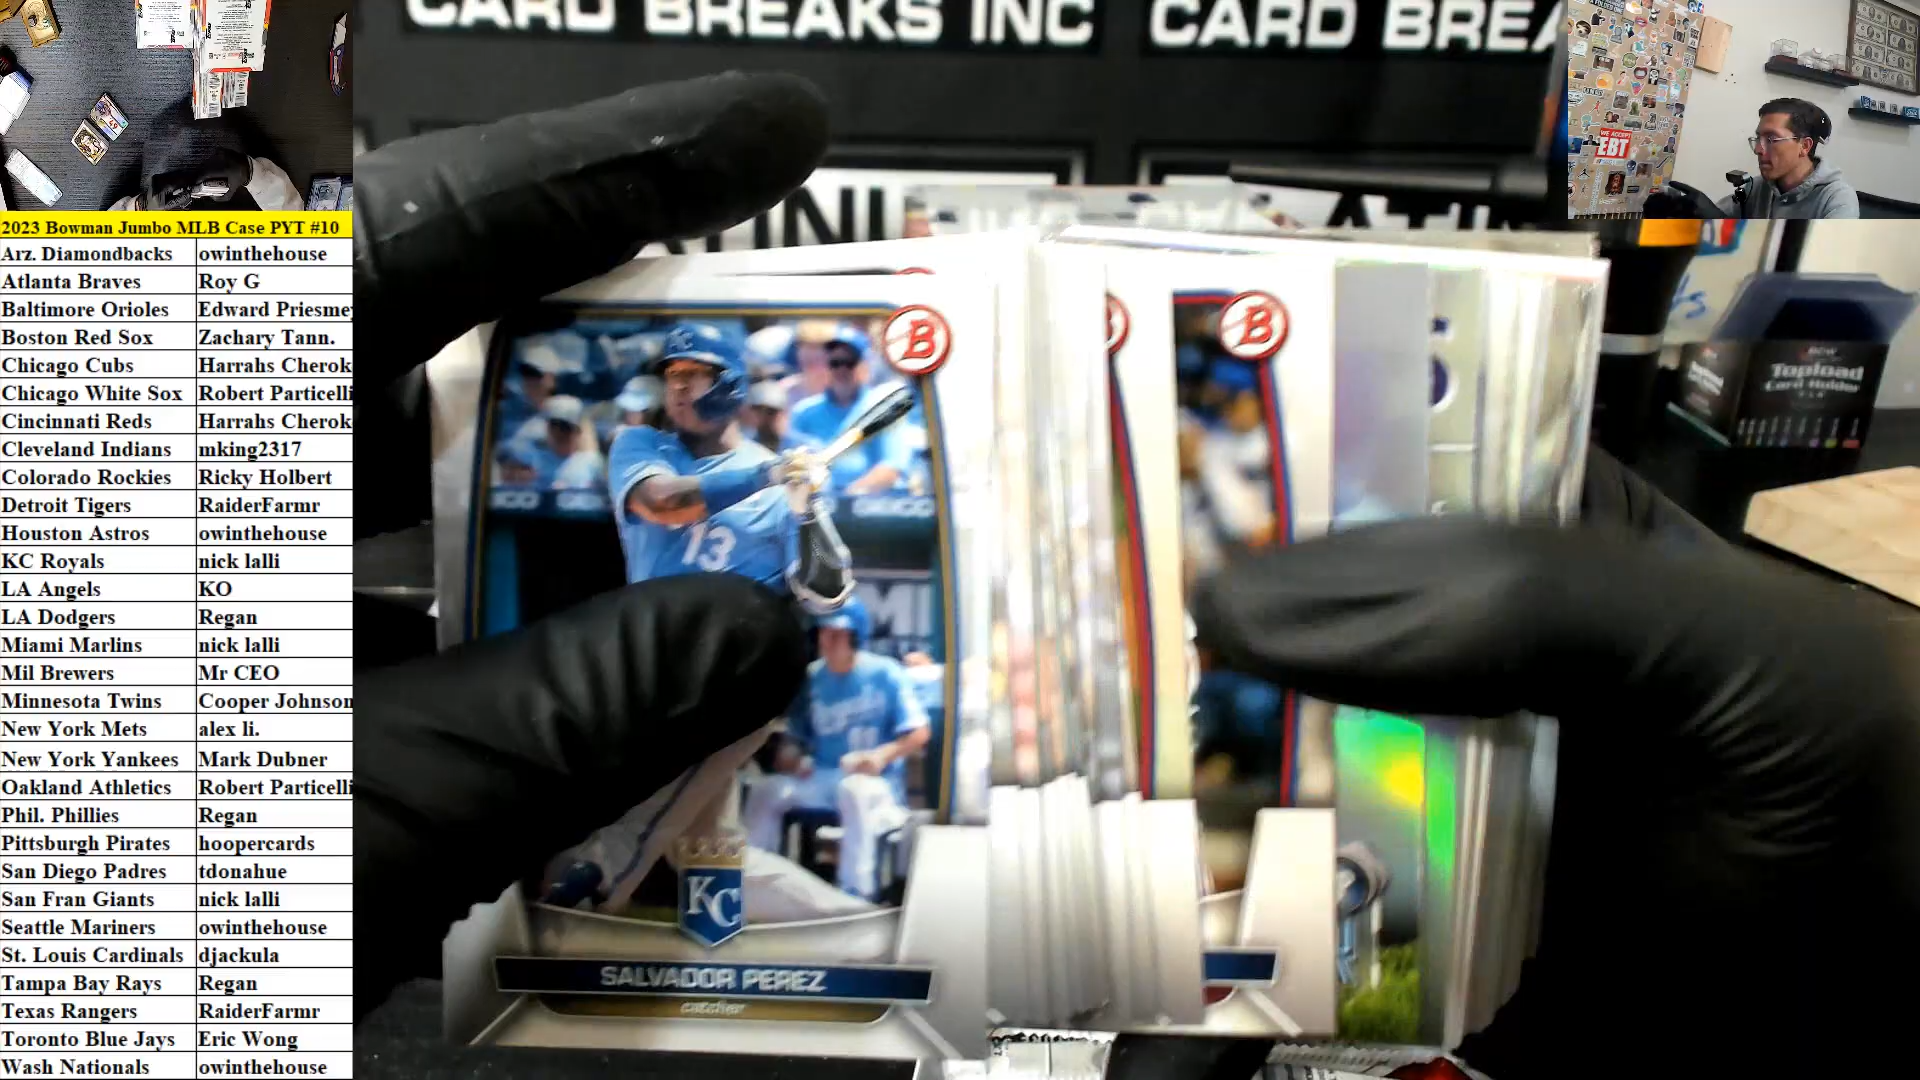 CARD BREAKS INC CARD BREA
WE ACCEPT
EBT
2023 Bowman Jumbo MLB Case PYT #10
Arz. Diamondbacks owinthehouse
Atlanta Braves Roy G
Baltimore Orioles Edward Priesmey
Boston Red Sox Zachary Tann.
Chicago Cubs Harrahs Cherok
Chicago White Sox Robert Particelli
Cincinnati Reds Harrahs Cherok
Cleveland Indians mking2317
Colorado Rockies Ricky Holbert
Detroit Tigers RaiderFarmr
Houston Astros owinthehouse
KC Royals nick lalli
LA Angels KO
LA Dodgers Regan
Miami Marlins nick lalli
Mil Brewers Mr CEO
Minnesota Twins Cooper Johnson
New York Mets alex li.
New York Yankees Mark Dubner
Oakland Athletics Robert Particelli
Phil. Phillies Regan
Pittsburgh Pirates hoopercards
San Diego Padres tdonahue
San Fran Giants nick lalli
Seattle Mariners owinthehouse
St. Louis Cardinals djackula
Tampa Bay Rays Regan
Texas Rangers RaiderFarmr
Toronto Blue Jays Eric Wong
Wash Nationals owinthehouse
B
B
KC
13
GEICO
KC
SALVADOR PEREZ
catcher
Topload
Card Holder